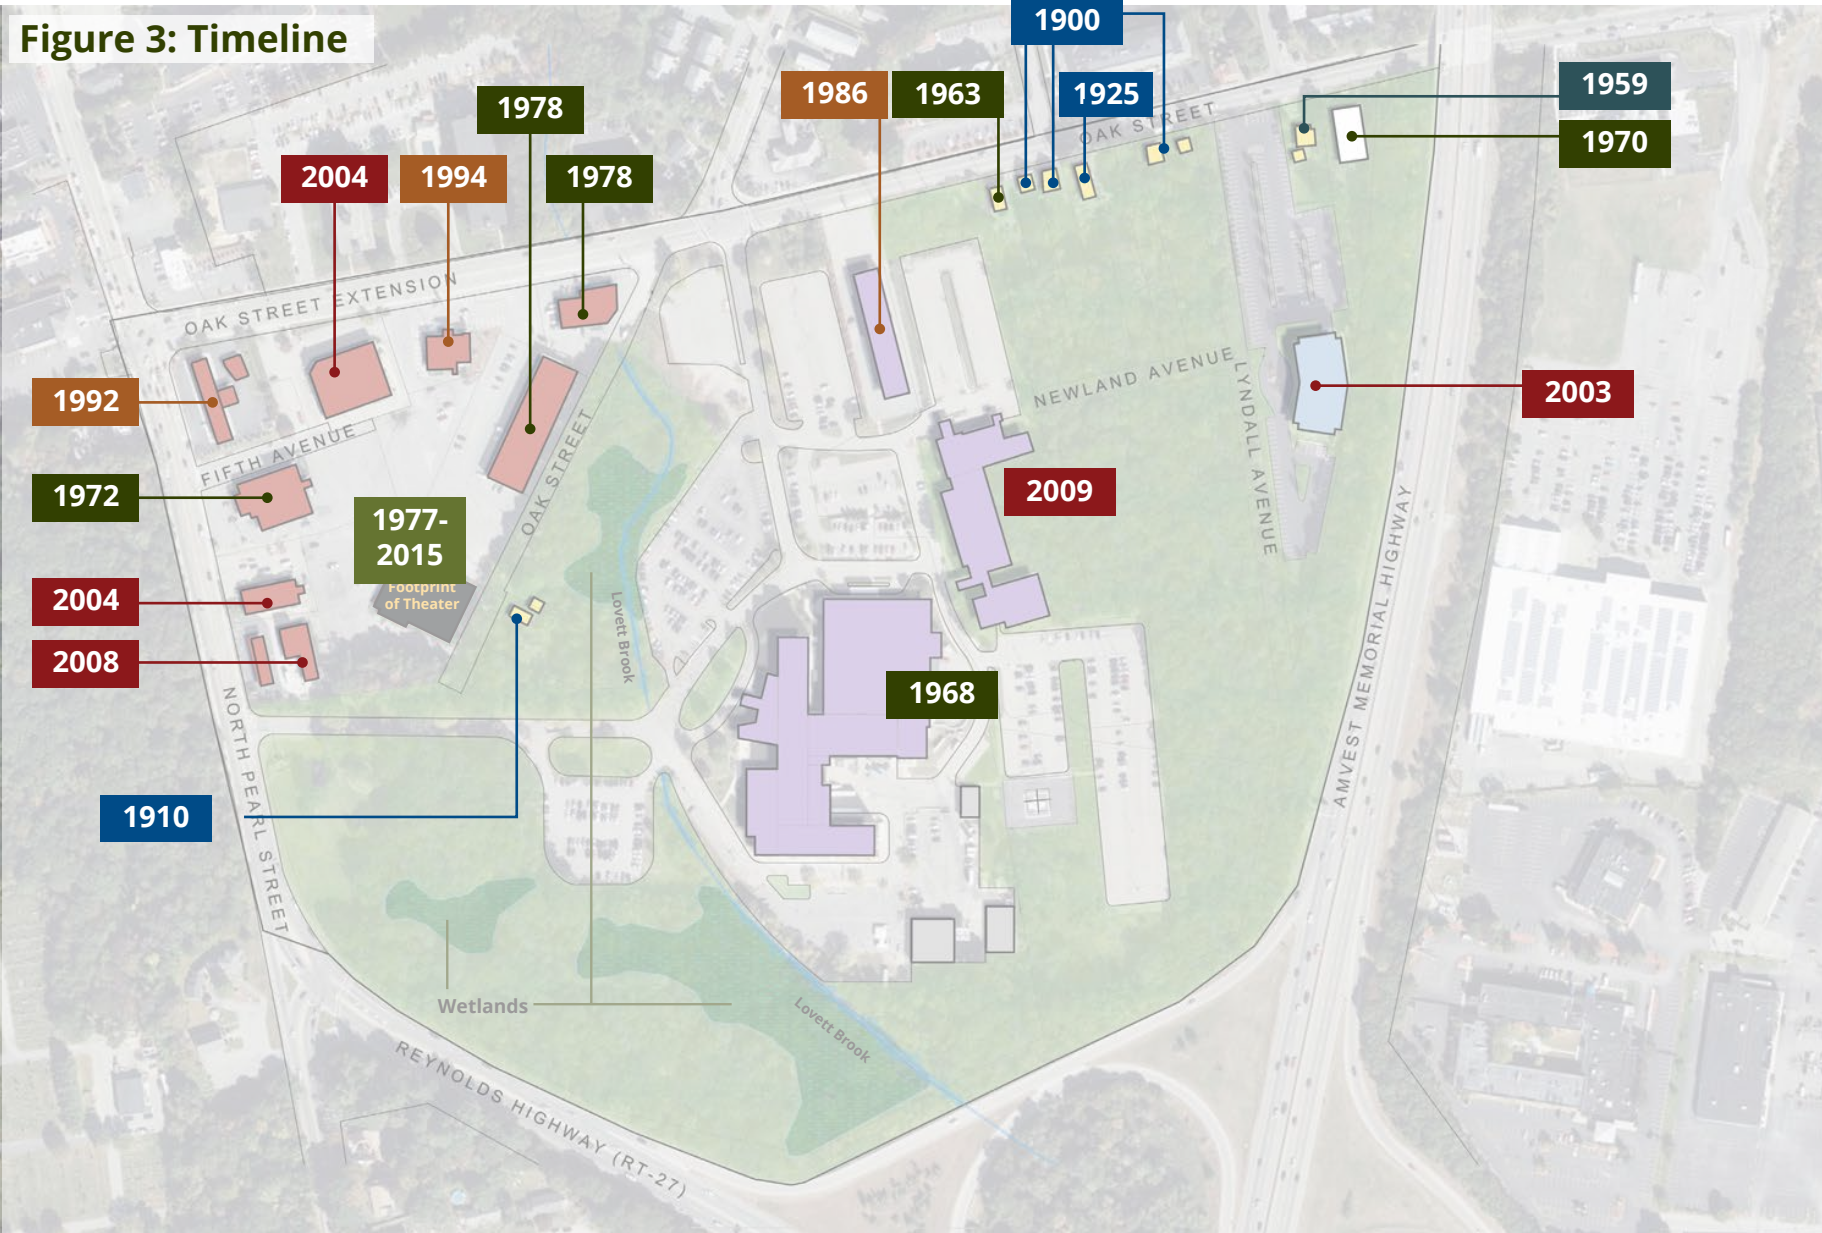 Figure 3: Timeline
1900
1986
1963
1925
1959
1978
1970
2004
1994
1978
OAK STREET
OAK STREET EXTENSION
1992
FIFTH AVENUE
NEWLAND AVENUE
LYNDALL AVENUE
2003
1972
OAK STREET
2009
1977-
2015
Footprint
of Theater
2004
2008
Lovett Brook
1968
AMVEST MEMORIAL HIGHWAY
NORTH PEARL STREET
1910
Wetlands
Lovett Brook
REYNOLDS HIGHWAY (RT-27)